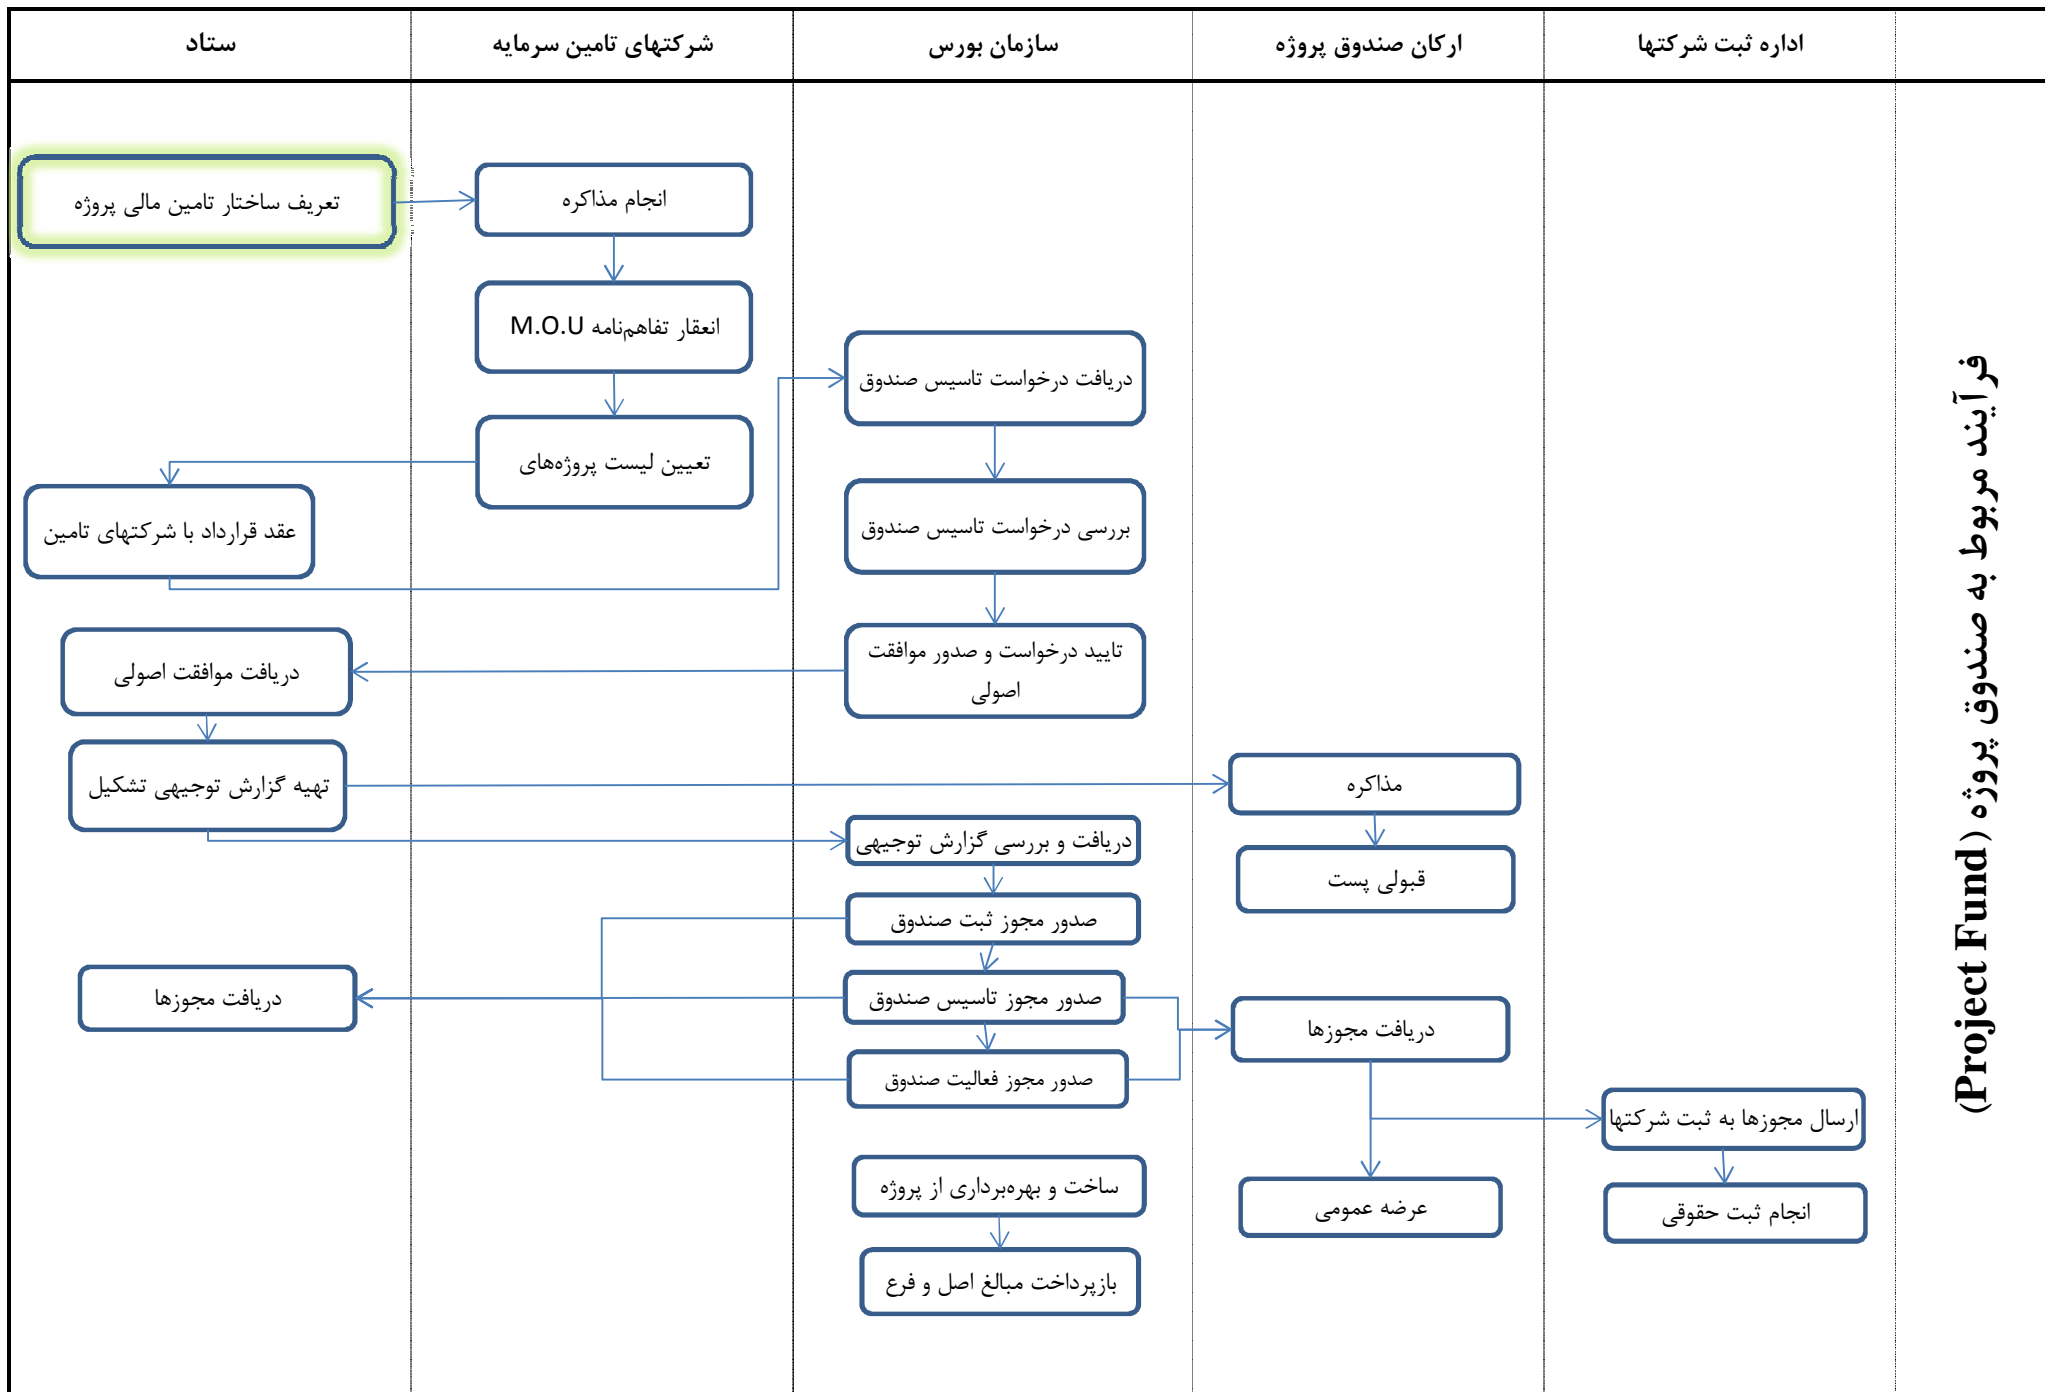 ستاد
شرکتهای تامین سرمایه
سازمان بورس
ارکان صندوق پروژه
اداره ثبت شرکتها
فرآیند مربوط به صندوق پروژه (Project Fund)
تعریف ساختار تامین مالی پروژه
انجام مذاکره
انعقار تفاهم‌نامه M.O.U
تعیین لیست پروژه‌های
عقد قرارداد با شرکتهای تامین
دریافت درخواست تاسیس صندوق
بررسی درخواست تاسیس صندوق
تایید درخواست و صدور موافقت
اصولی
دریافت موافقت اصولی
تهیه گزارش توجیهی تشکیل
مذاکره
قبولی پست
دریافت و بررسی گزارش توجیهی
صدور مجوز ثبت صندوق
صدور مجوز تاسیس صندوق
صدور مجوز فعالیت صندوق
دریافت مجوزها
دریافت مجوزها
ارسال مجوزها به ثبت شرکتها
انجام ثبت حقوقی
عرضه عمومی
ساخت و بهره‌برداری از پروژه
بازپرداخت مبالغ اصل و فرع